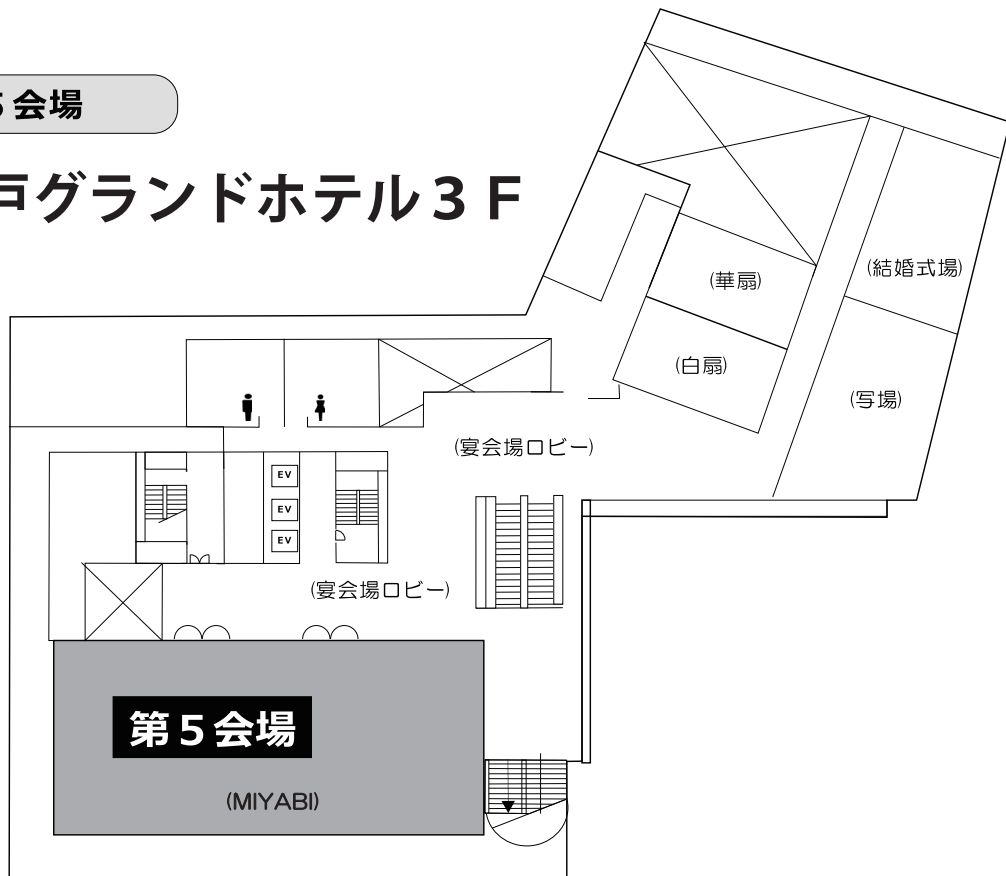 5会場
戸グランドホテル３Ｆ
(結婚式場)
(華扇)
(白扇)
(写場)
(宴会場ロビー)
EV
EV
EV
(宴会場ロビー)
第５会場
(MIYABI)